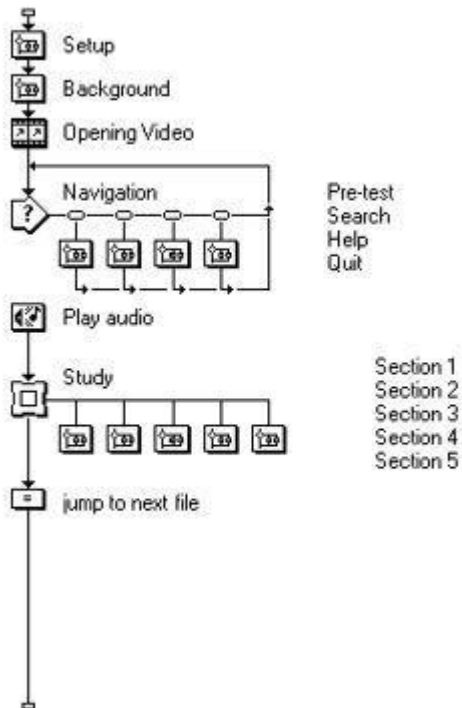 Setup
Background
Opening Video
Navigation
?
Pre-test
Search
Help
Quit
Play audio
Study
Section 1
Section 2
Section 3
Section 4
Section 5
=
jump to next file